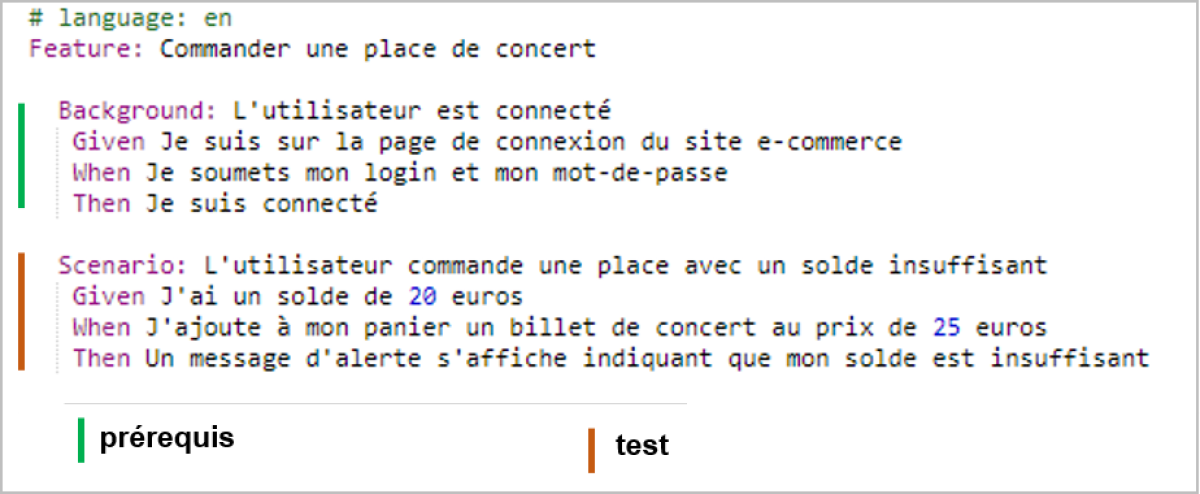 # language: en
Feature: Commander une place de concert
Background: L'utilisateur est connecté
Given Je suis sur la page de connexion du site e-commerce
When Je soumets mon login et mon mot-de-passe
Then Je suis connecté
Scenario: L'utilisateur commande une place avec un solde insuffisant
Given J'ai un solde de 20 euros
When J'ajoute à mon panier un billet de concert au prix de 25 euros
Then Un message d'alerte s'affiche indiquant que mon solde est insuffisant
prérequis
test